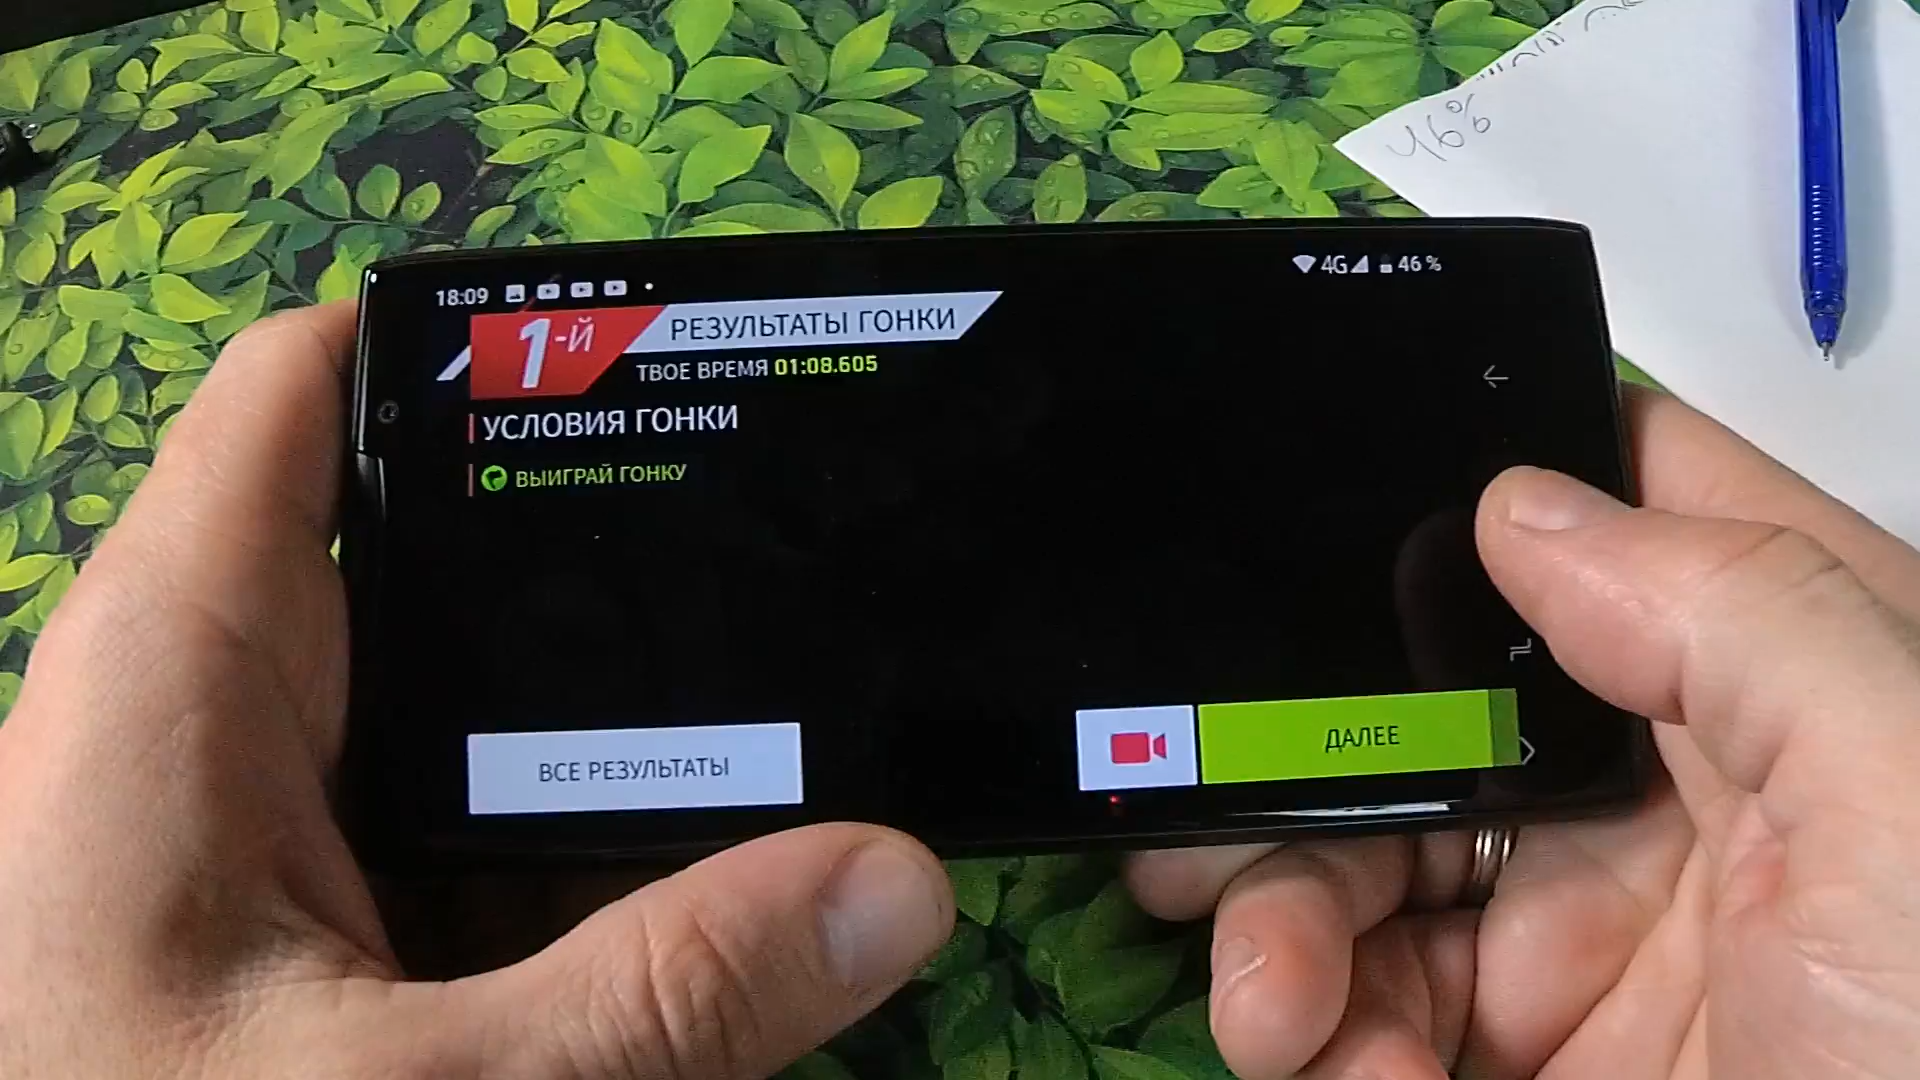 46%
18:09
4G 46 %
1-Й РЕЗУЛЬТАТЫ ГОНКИ
ТВОЕ ВРЕМЯ 01:08.605
УСЛОВИЯ ГОНКИ
ВЫИГРАЙ ГОНКУ
ВСЕ РЕЗУЛЬТАТЫ
ДАЛЕЕ